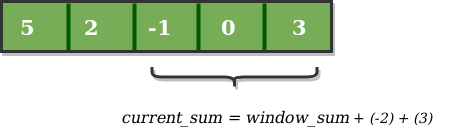 5 2 -1 0 3
current_sum = window_sum + (-2) + (3)